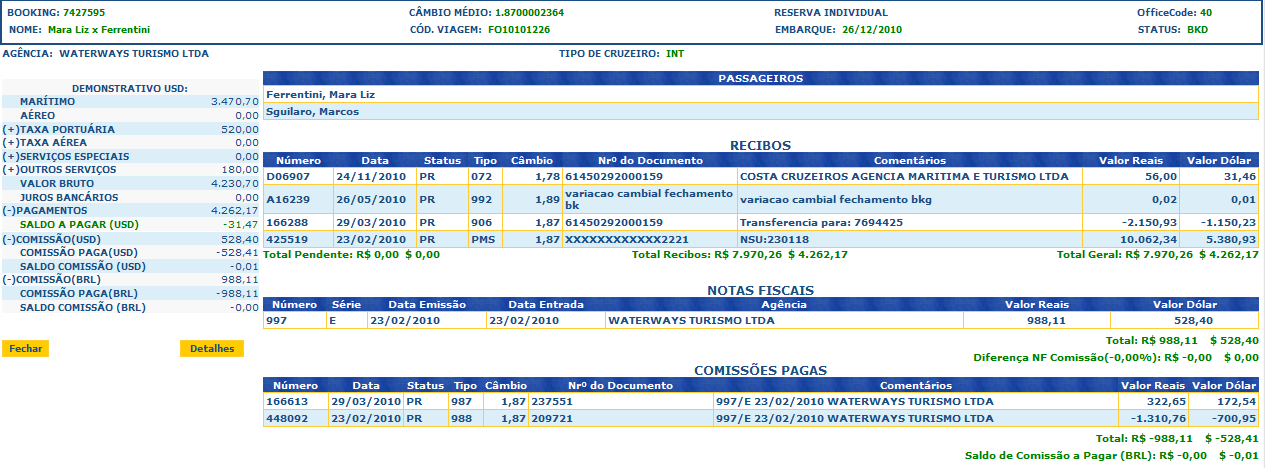 BOOKING: 7427595 CÂMBIO MÉDIO: 1.8700002364 RESERVA INDIVIDUAL OfficeCode: 40
NOME: Mara Liz x Ferrentini CÓD. VIAGEM: FO10101226 EMBARQUE: 26/12/2010 STATUS: BKD
AGÊNCIA: WATERWAYS TURISMO LTDA TIPO DE CRUZEIRO: INT
DEMONSTRATIVO USD:
MARÍTIMO 3.470,70
AÉREO 0,00
(+)TAXA PORTUÁRIA 520,00
(+)TAXA AÉREA 0,00
(+)SERVIÇOS ESPECIAIS 0,00
(+)OUTROS SERVIÇOS 180,00
VALOR BRUTO 4.230,70
JUROS BANCÁRIOS 0,00
(-)PAGAMENTOS 4.262,17
SALDO A PAGAR (USD) -31,47
(-)COMISSÃO(USD) 528,40
COMISSÃO PAGA(USD) -528,41
SALDO COMISSÃO (USD) -0,01
(-)COMISSÃO(BRL) 988,11
COMISSÃO PAGA(BRL) -988,11
SALDO COMISSÃO (BRL) -0,00
Fechar Detalhes
PASSAGEIROS
Ferrentini, Mara Liz
Sguilaro, Marcos
RECIBOS
Número Data Status Tipo Câmbio Nrº do Documento Comentários Valor Reais Valor Dólar
D06907 24/11/2010 PR 072 1,78 61450292000159 COSTA CRUZEIROS AGENCIA MARITIMA E TURISMO LTDA 56,00 31,46
A16239 26/05/2010 PR 992 1,89 variacao cambial fechamento bk variacao cambial fechamento bkg 0,02 0,01
166288 29/03/2010 PR 906 1,87 61450292000159 Transferencia para: 7694425 -2.150,93 -1.150,23
425519 23/02/2010 PR PMS 1,87 XXXXXXXXXXXX2221 NSU:230118 10.062,34 5.380,93
Total Pendente: R$ 0,00 $ 0,00 Total Recibos: R$ 7.970,26 $ 4.262,17 Total Geral: R$ 7.970,26 $ 4.262,17
NOTAS FISCAIS
Número Série Data Emissão Data Entrada Agência Valor Reais Valor Dólar
997 E 23/02/2010 23/02/2010 WATERWAYS TURISMO LTDA 988,11 528,40
Total: R$ 988,11 $ 528,40
Diferença NF Comissão(-0,00%): R$ -0,00 $ 0,00
COMISSÕES PAGAS
Número Data Status Tipo Câmbio Nrº do Documento Comentários Valor Reais Valor Dólar
166613 29/03/2010 PR 987 1,87 237551 997/E 23/02/2010 WATERWAYS TURISMO LTDA 322,65 172,54
448092 23/02/2010 PR 988 1,87 209721 997/E 23/02/2010 WATERWAYS TURISMO LTDA -1.310,76 -700,95
Total: R$ -988,11 $ -528,41
Saldo de Comissão a Pagar (BRL): R$ -0,00 $ -0,01